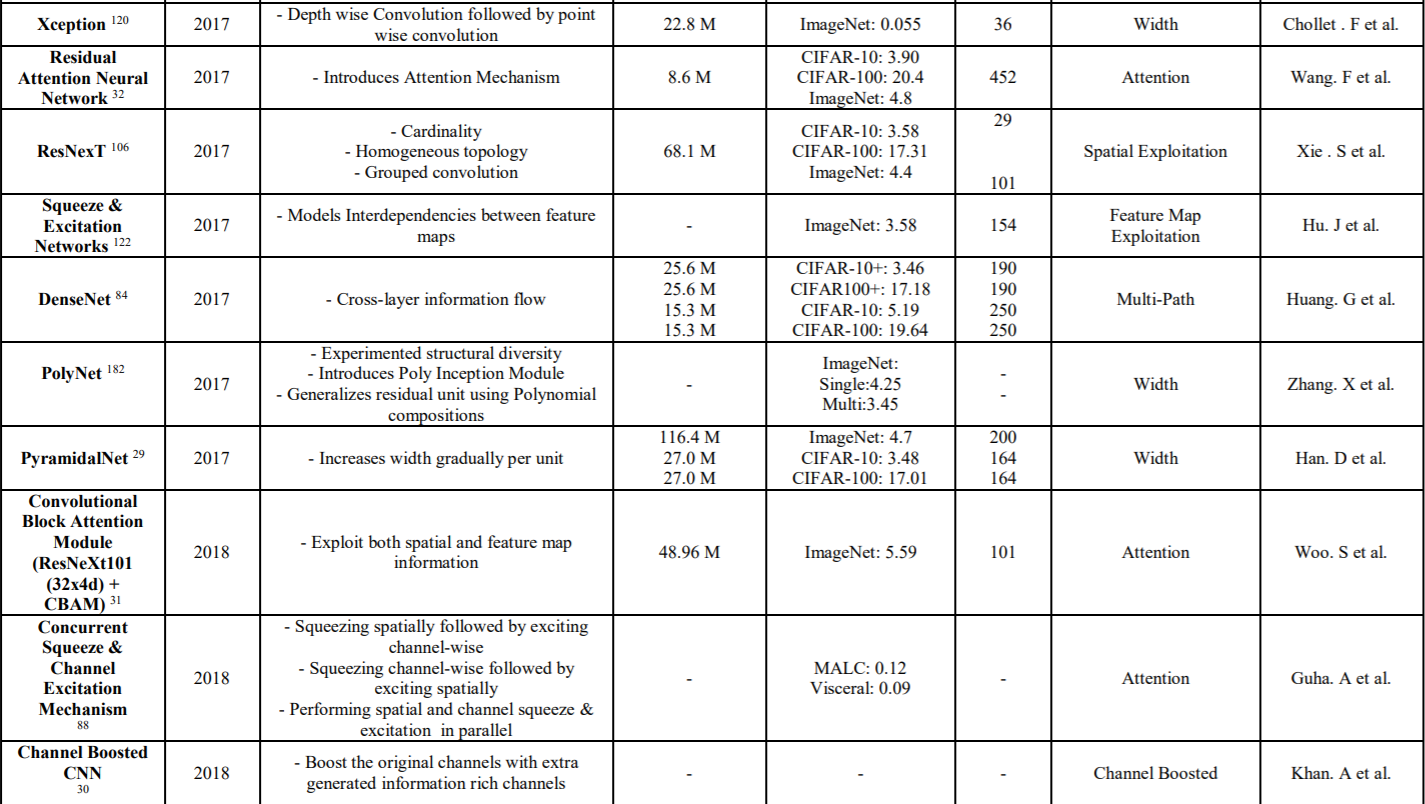 Xception 120
2017
- Depth wise Convolution followed by point
wise convolution
22.8 M
ImageNet: 0.055
36
Width
Chollet . F et al.
Residual
Attention Neural
Network 32
2017
- Introduces Attention Mechanism
8.6 M
CIFAR-10: 3.90
CIFAR-100: 20.4
ImageNet: 4.8
452
Attention
Wang. F et al.
ResNexT 106
2017
- Cardinality
- Homogeneous topology
- Grouped convolution
68.1 M
CIFAR-10: 3.58
CIFAR-100: 17.31
ImageNet: 4.4
29
101
Spatial Exploitation
Xie . S et al.
Squeeze &
Excitation
Networks 122
2017
- Models Interdependencies between feature
maps
-
ImageNet: 3.58
154
Feature Map
Exploitation
Hu. J et al.
DenseNet 84
2017
- Cross-layer information flow
25.6 M
25.6 M
15.3 M
15.3 M
CIFAR-10+: 3.46
CIFAR100+: 17.18
CIFAR-10: 5.19
CIFAR-100: 19.64
190
190
250
250
Multi-Path
Huang. G et al.
PolyNet 182
2017
- Experimented structural diversity
- Introduces Poly Inception Module
- Generalizes residual unit using Polynomial
compositions
-
ImageNet:
Single:4.25
Multi:3.45
-
-
Width
Zhang. X et al.
PyramidalNet 29
2017
- Increases width gradually per unit
116.4 M
27.0 M
27.0 M
ImageNet: 4.7
CIFAR-10: 3.48
CIFAR-100: 17.01
200
164
164
Width
Han. D et al.
Convolutional
Block Attention
Module
(ResNeXt101
(32x4d) +
CBAM) 31
2018
- Exploit both spatial and feature map
information
48.96 M
ImageNet: 5.59
101
Attention
Woo. S et al.
Concurrent
Squeeze &
Channel
Excitation
Mechanism
88
2018
- Squeezing spatially followed by exciting
channel-wise
- Squeezing channel-wise followed by
exciting spatially
- Performing spatial and channel squeeze &
excitation in parallel
-
MALC: 0.12
Visceral: 0.09
-
Attention
Guha. A et al.
Channel Boosted
CNN
30
2018
- Boost the original channels with extra
generated information rich channels
-
-
-
Channel Boosted
Khan. A et al.